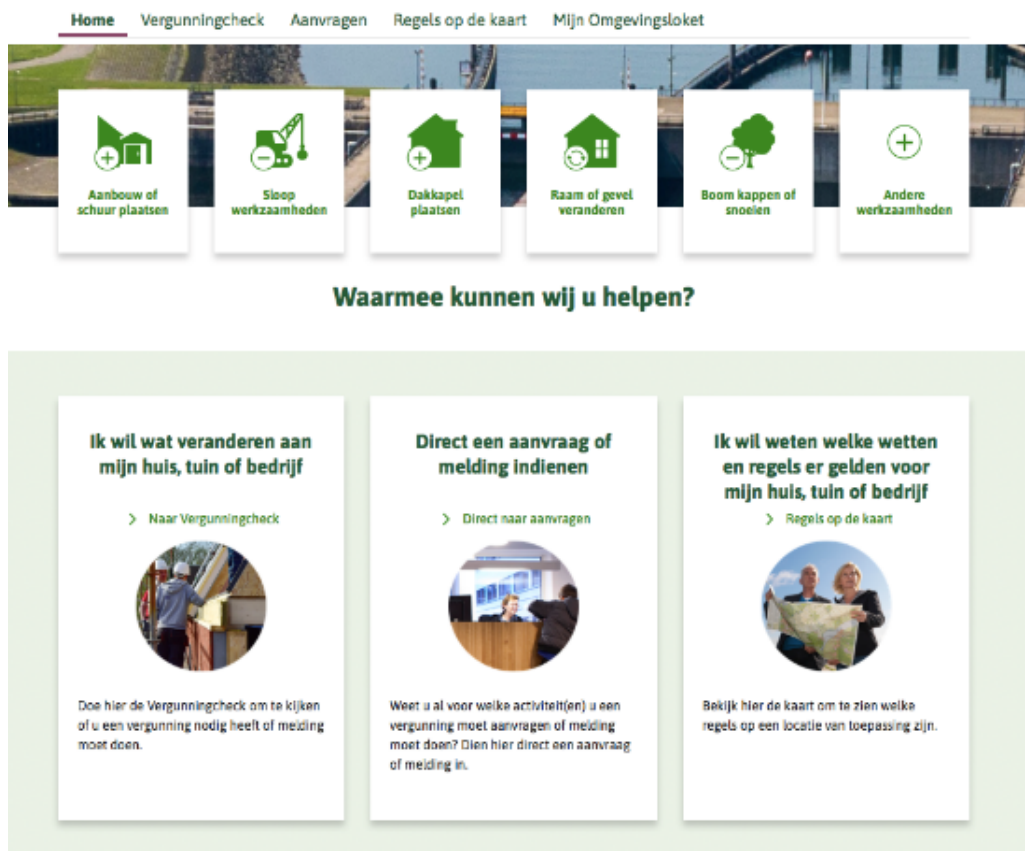 Home Vergunningcheck Aanvragen Regels op de kaart Mijn Omgevingsloket
Aanbouw of
schuur plaatsen
Sloop
werkzaamheden
Dakkapel
plaatsen
Raam of gevel
veranderen
Boom kappen of
snoeien
Andere
werkzaamheden
Waarmee kunnen wij u helpen?
Ik wil wat veranderen aan
mijn huis, tuin of bedrijf
Naar Vergunningcheck
Doe hier de Vergunningcheck om te kijken
of u een vergunning nodig heeft of melding
moet doen.
Direct een aanvraag of
melding indienen
Direct naar aanvragen
Weet u al voor welke activiteit(en) u een
vergunning moet aanvragen of melding
moet doen? Dien hier direct een aanvraag
of melding in.
Ik wil weten welke wetten
en regels er gelden voor
mijn huis, tuin of bedrijf
Regels op de kaart
Bekijk hier de kaart om te zien welke
regels op een locatie van toepassing zijn.